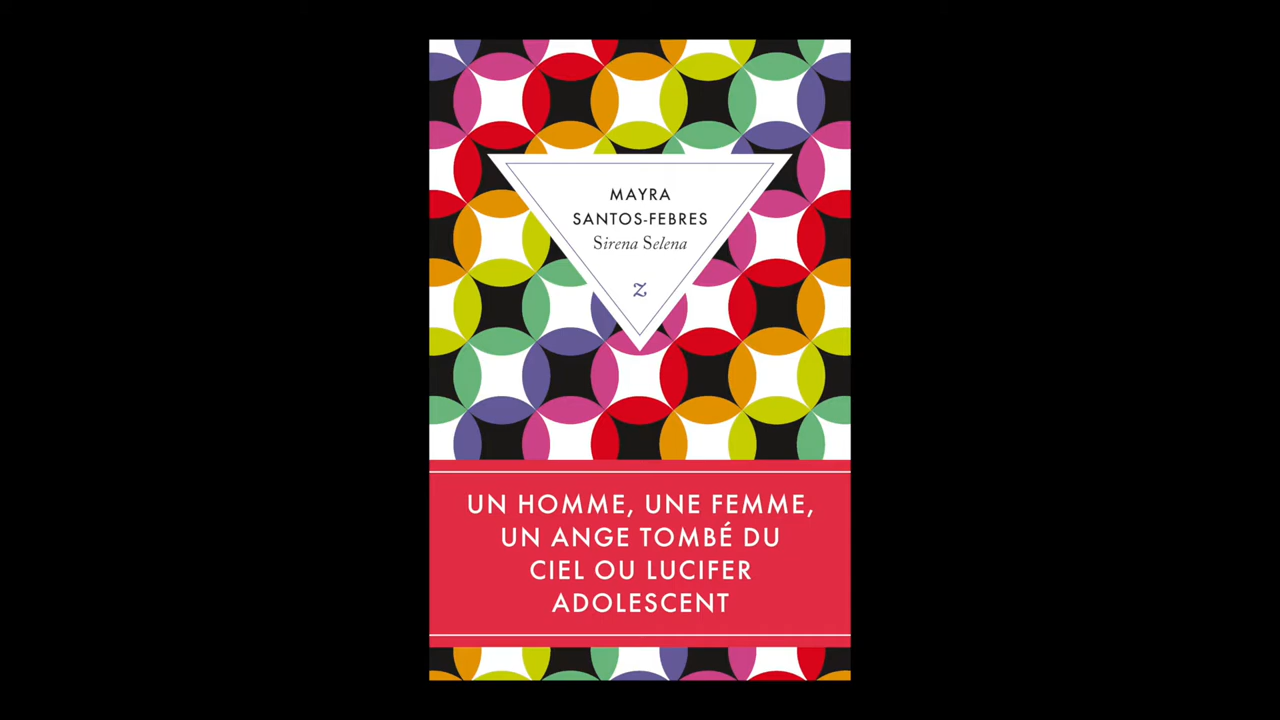 MAYRA
SANTOS-FEBRES
Sirena Selena
Z
UN HOMME, UNE FEMME,
UN ANGE TOMBÉ DU
CIEL OU LUCIFER
ADOLESCENT